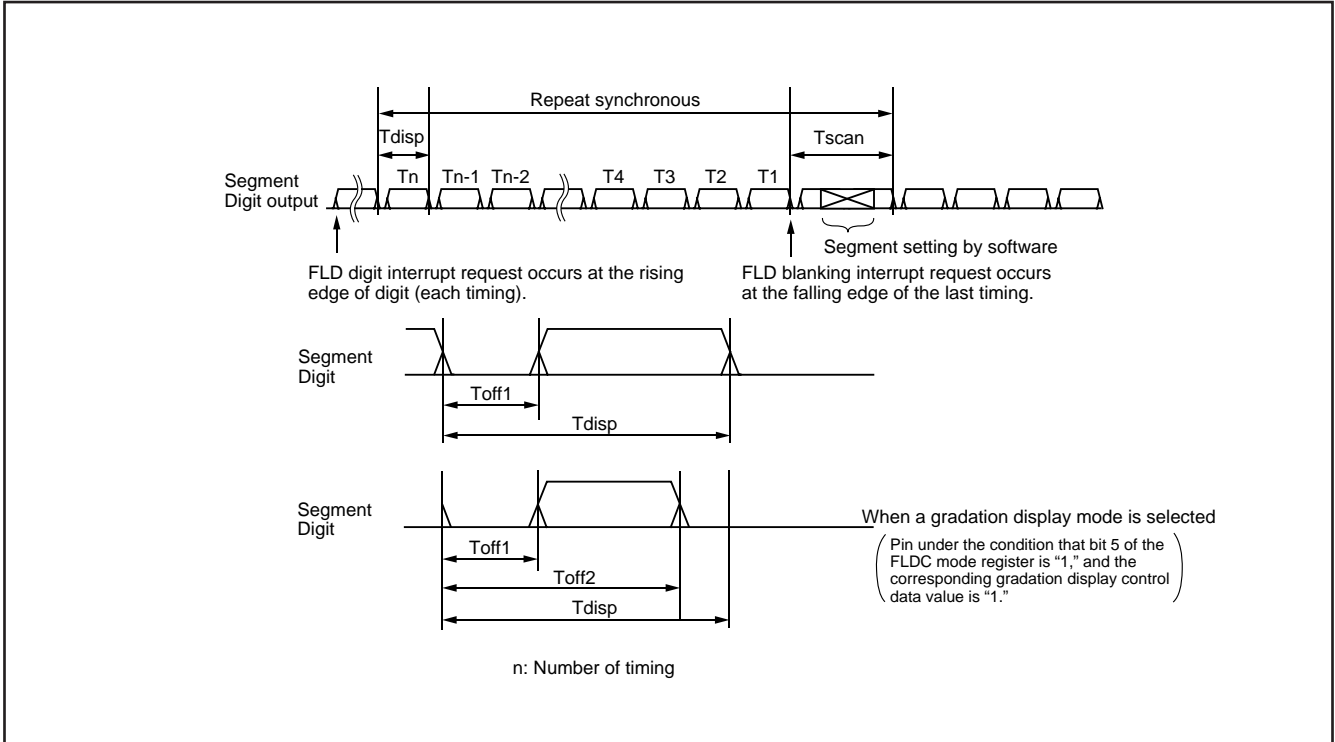 Repeat synchronous
Tdisp
Tscan
Segment
Digit output
Tn
Tn-1
Tn-2
T4
T3
T2
T1
Segment setting by software
FLD digit interrupt request occurs at the rising
edge of digit (each timing).
FLD blanking interrupt request occurs
at the falling edge of the last timing.
Segment
Digit
Toff1
Tdisp
Segment
Digit
Toff1
Toff2
Tdisp
When a gradation display mode is selected
Pin under the condition that bit 5 of the
FLDC mode register is “1,” and the
corresponding gradation display control
data value is “1.”
n: Number of timing